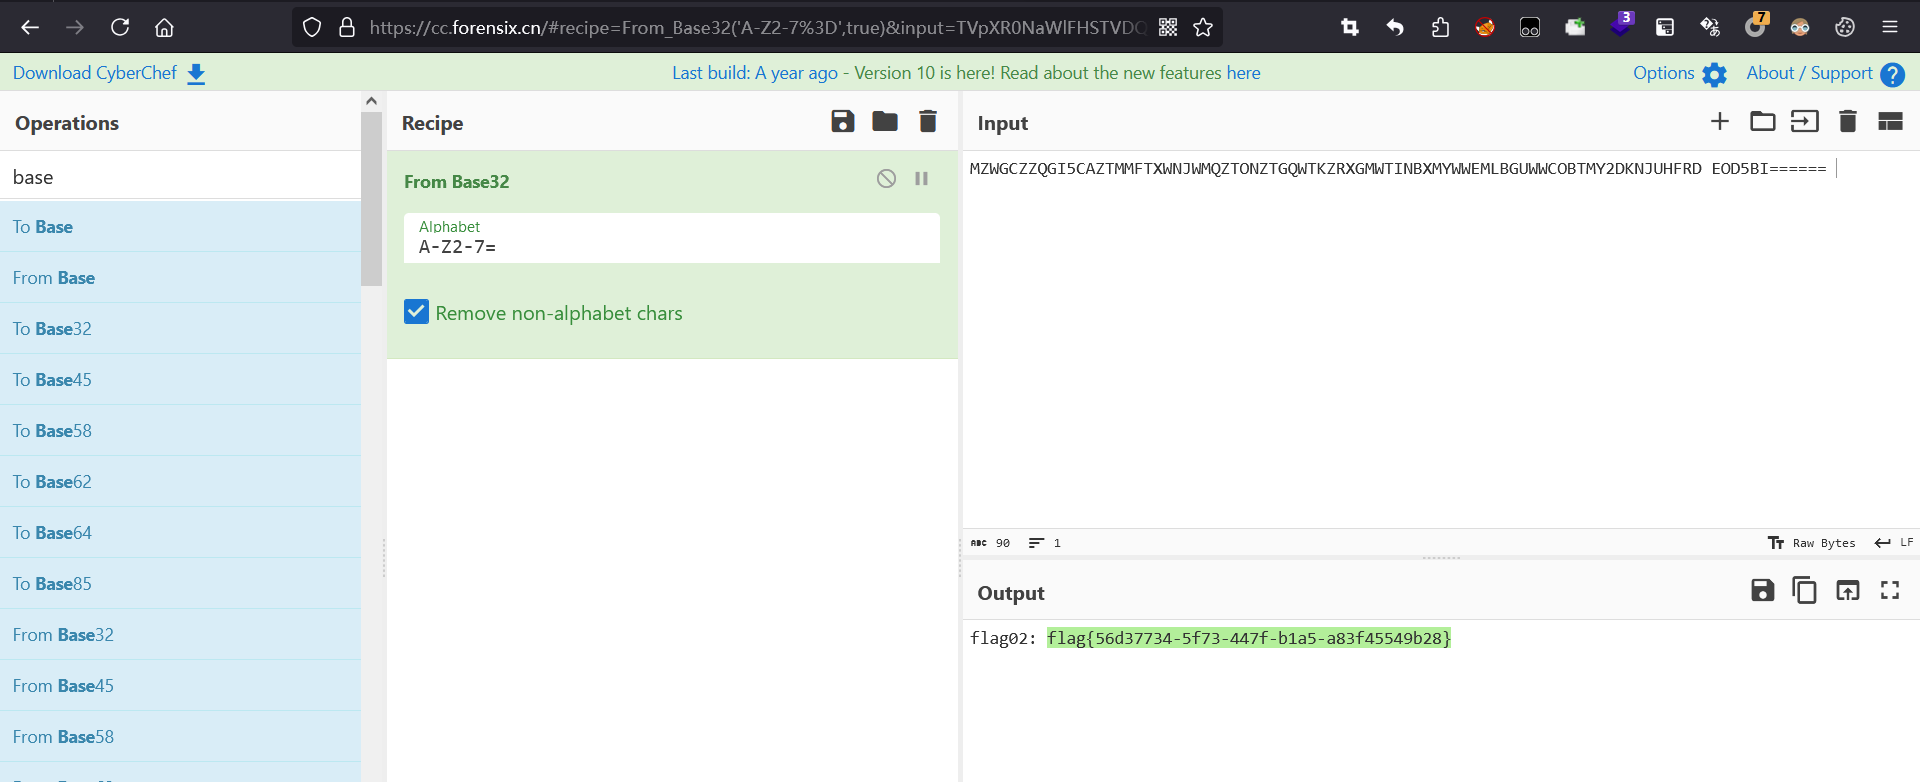 https://cc.forensix.cn/#recipe=From_Base32('A-Z2-7%3D',true)&input=TVpXR0NaWlFHSTVDQ
3
7
Download CyberChef
Last build: A year ago - Version 10 is here! Read about the new features here
Options
About / Support
Operations
base
To Base
From Base
To Base32
To Base45
To Base58
To Base62
To Base64
To Base85
From Base32
From Base45
From Base58
Recipe
From Base32
Alphabet
A-Z2-7=
Remove non-alphabet chars
Input
MZWGCZZQGI5CAZTMMFTXWNJWMQZTONZTGQWTKZRXGMWTINBXMYWWEMLBGUWWCOBTMY2DKNJUHFRD EOD5BI======
ABC 90 1
Raw Bytes LF
Output
flag02: flag{56d37734-5f73-447f-b1a5-a83f45549b28}